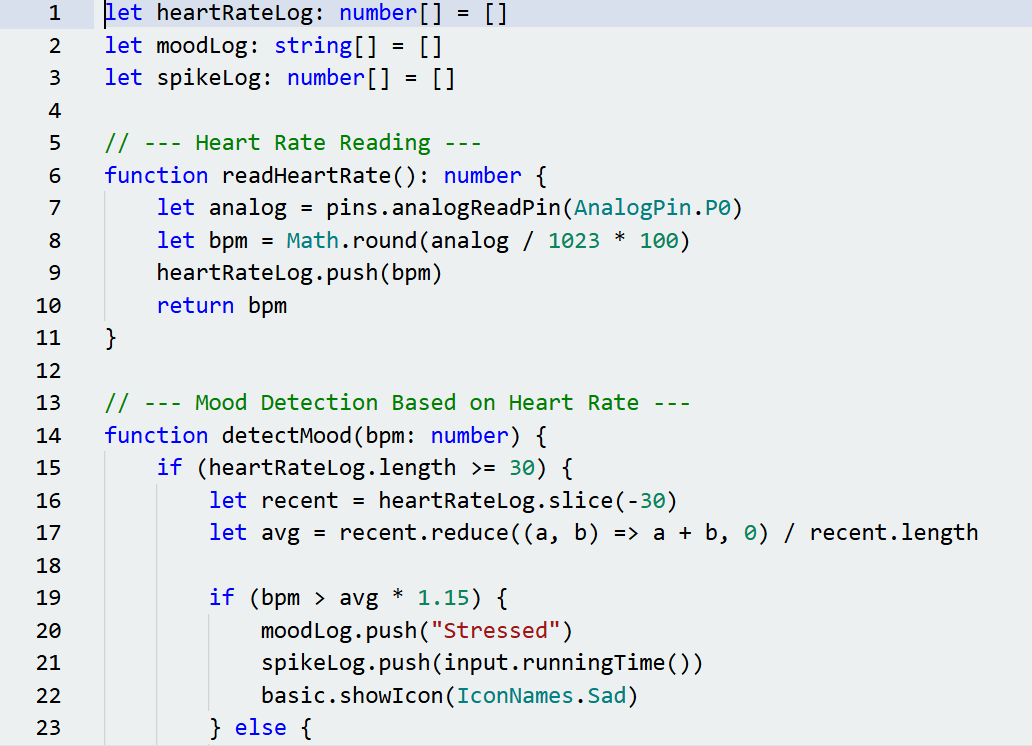 1 let heartRateLog: number[] = []
2 let moodLog: string[] = []
3 let spikeLog: number[] = []
4
5 // --- Heart Rate Reading ---
6 function readHeartRate(): number {
7     let analog = pins.analogReadPin(AnalogPin.P0)
8     let bpm = Math.round(analog / 1023 * 100)
9     heartRateLog.push(bpm)
10     return bpm
11 }
12
13 // --- Mood Detection Based on Heart Rate ---
14 function detectMood(bpm: number) {
15     if (heartRateLog.length >= 30) {
16         let recent = heartRateLog.slice(-30)
17         let avg = recent.reduce((a, b) => a + b, 0) / recent.length
18
19         if (bpm > avg * 1.15) {
20             moodLog.push("Stressed")
21             spikeLog.push(input.runningTime())
22             basic.showIcon(IconNames.Sad)
23         } else {